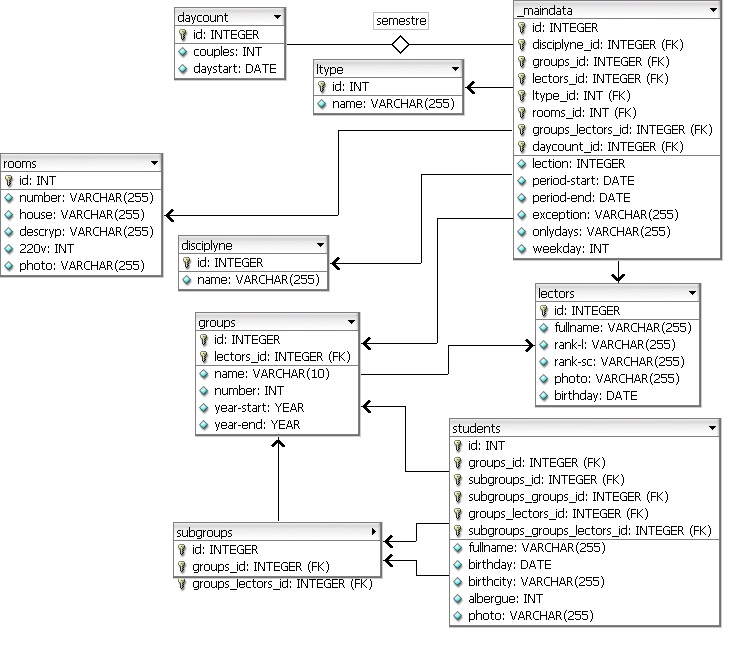 daycount
id: INTEGER
couples: INT
daystart: DATE
semestre
_maindata
id: INTEGER
disciplyne_id: INTEGER (FK)
groups_id: INTEGER (FK)
lectors_id: INTEGER (FK)
ltype_id: INT (FK)
rooms_id: INT (FK)
groups_lectors_id: INTEGER (FK)
daycount_id: INTEGER (FK)
lection: INTEGER
period-start: DATE
period-end: DATE
exception: VARCHAR(255)
onlydays: VARCHAR(255)
weekday: INT
ltype
id: INT
name: VARCHAR(255)
rooms
id: INT
number: VARCHAR(255)
house: VARCHAR(255)
descryp: VARCHAR(255)
220v: INT
photo: VARCHAR(255)
disciplyne
id: INTEGER
name: VARCHAR(255)
lectors
id: INTEGER
fullname: VARCHAR(255)
rank-l: VARCHAR(255)
rank-sc: VARCHAR(255)
photo: VARCHAR(255)
birthday: DATE
groups
id: INTEGER
lectors_id: INTEGER (FK)
name: VARCHAR(10)
number: INT
year-start: YEAR
year-end: YEAR
students
id: INT
groups_id: INTEGER (FK)
subgroups_id: INTEGER (FK)
subgroups_groups_id: INTEGER (FK)
groups_lectors_id: INTEGER (FK)
subgroups_groups_lectors_id: INTEGER (FK)
fullname: VARCHAR(255)
birthday: DATE
birthcity: VARCHAR(255)
albergue: INT
photo: VARCHAR(255)
subgroups
id: INTEGER
groups_id: INTEGER (FK)
groups_lectors_id: INTEGER (FK)